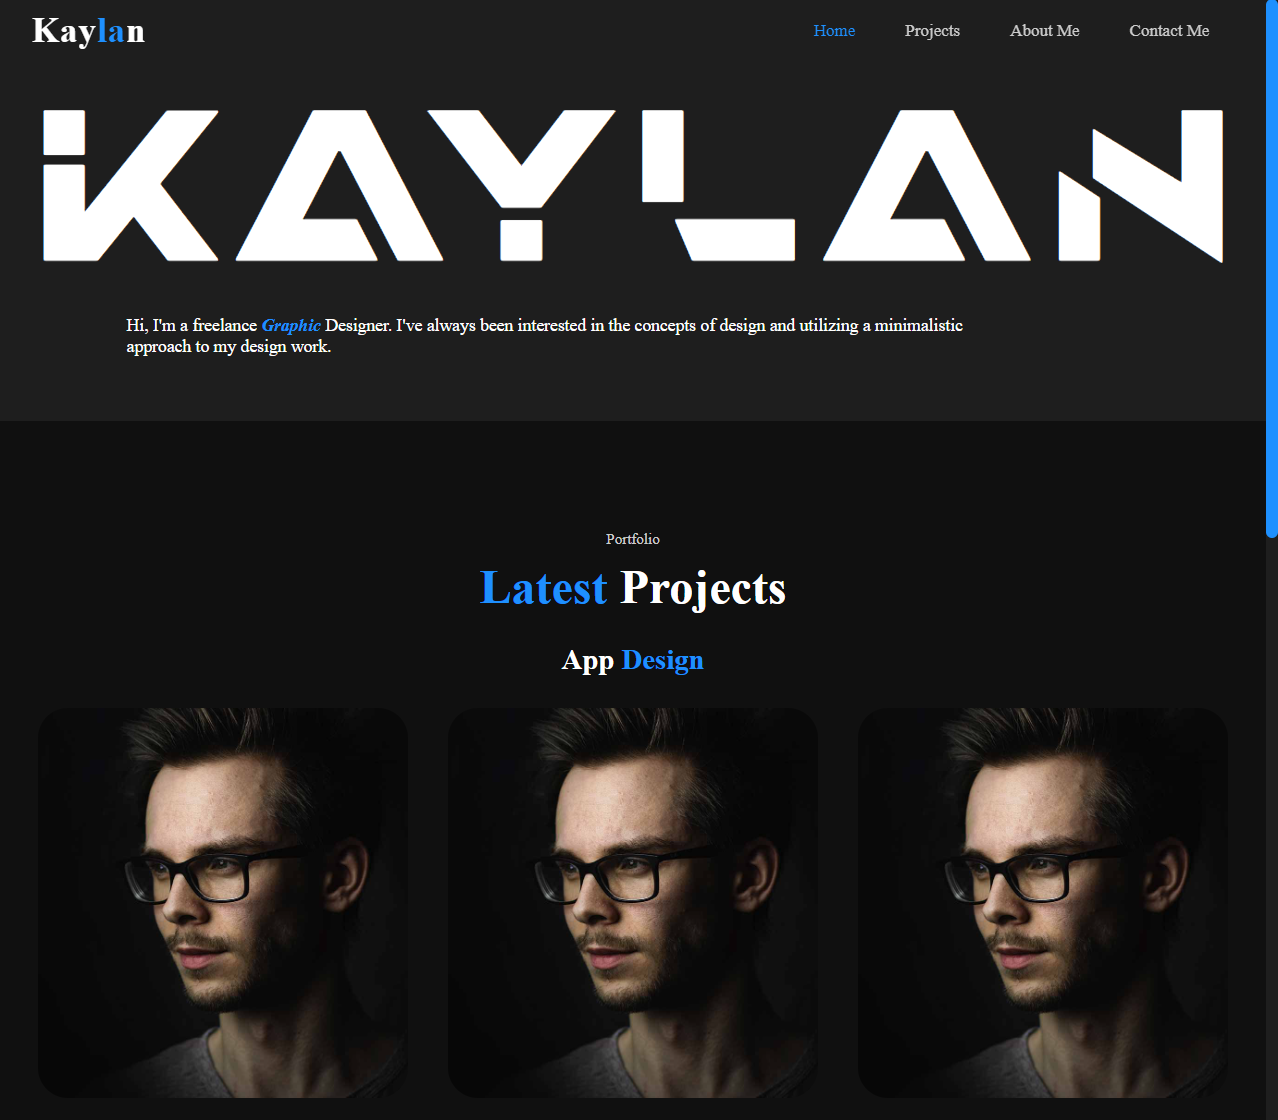 Kaylan
Home Projects About Me Contact Me
KAYLAN
Hi, I'm a freelance Graphic Designer. I've always been interested in the concepts of design and utilizing a minimalistic
approach to my design work.
Portfolio
Latest Projects
App Design